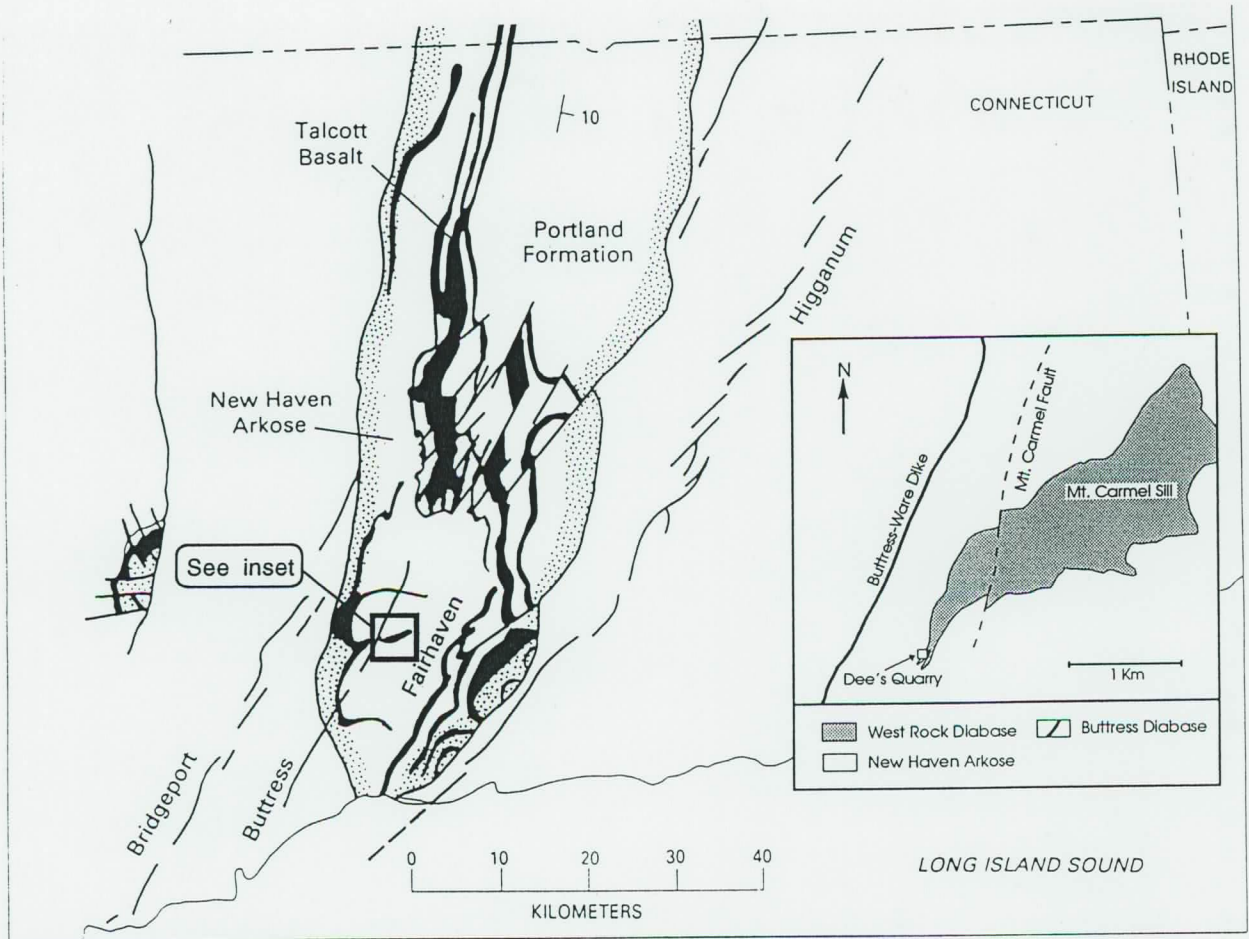 RHODE
ISLAND
CONNECTICUT
10
Talcott
Basalt
Portland
Formation
Higganum
New Haven
Arkose
See inset
Fairhaven
Bridgeport
Buttress
0 10 20 30 40
KILOMETERS
LONG ISLAND SOUND
N
Buttress-Ware Dike
Mt. Carmel Fault
Mt. Carmel Sill
Dee's Quarry
1 Km
West Rock Diabase
Buttress Diabase
New Haven Arkose